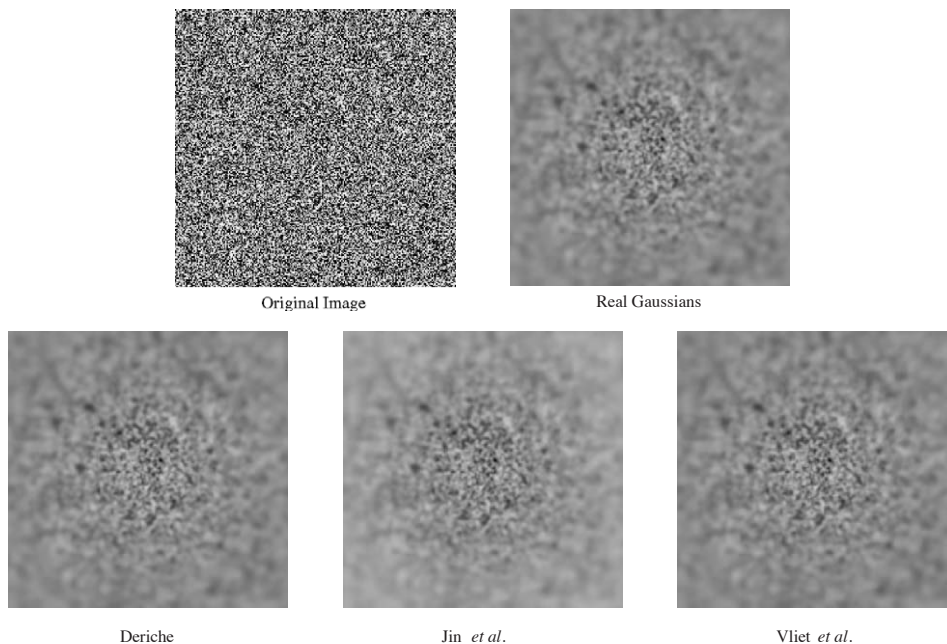 Original Image
Real Gaussians
Deriche
Jin et al.
Vliet et al.